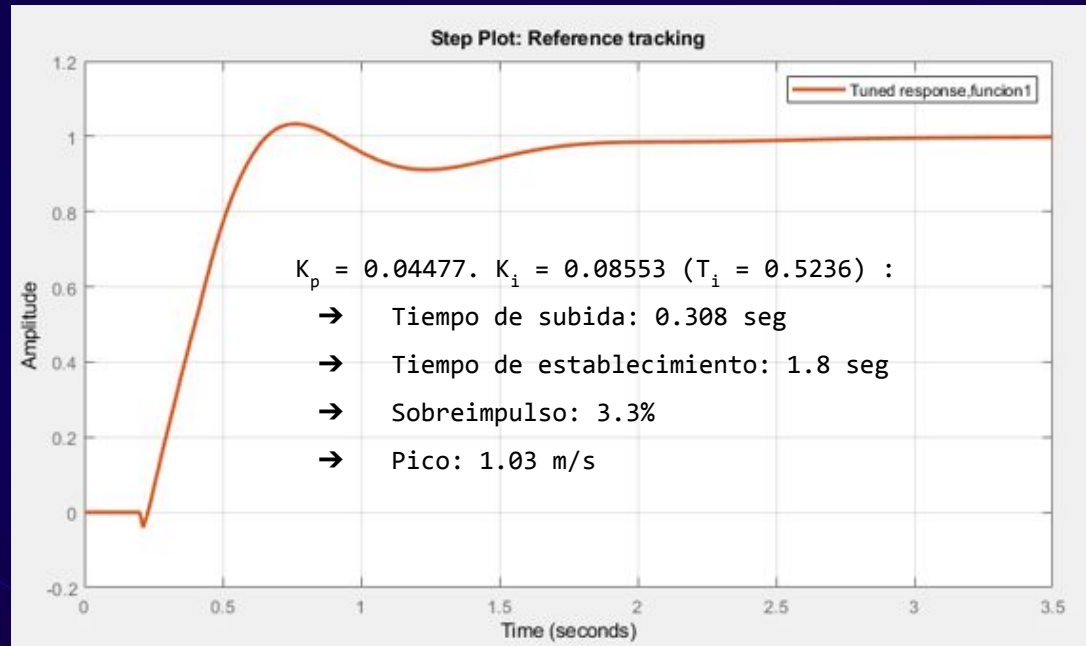 Step Plot: Reference tracking
1.2
1
0.8
0.6
0.4
0.2
0
-0.2
Amplitude
Tuned response,funcion1
Kp = 0.04477. Ki = 0.08553 (Ti = 0.5236) :
➔ Tiempo de subida: 0.308 seg
➔ Tiempo de establecimiento: 1.8 seg
➔ Sobreimpulso: 3.3%
➔ Pico: 1.03 m/s
0 0.5 1 1.5 2 2.5 3 3.5
Time (seconds)